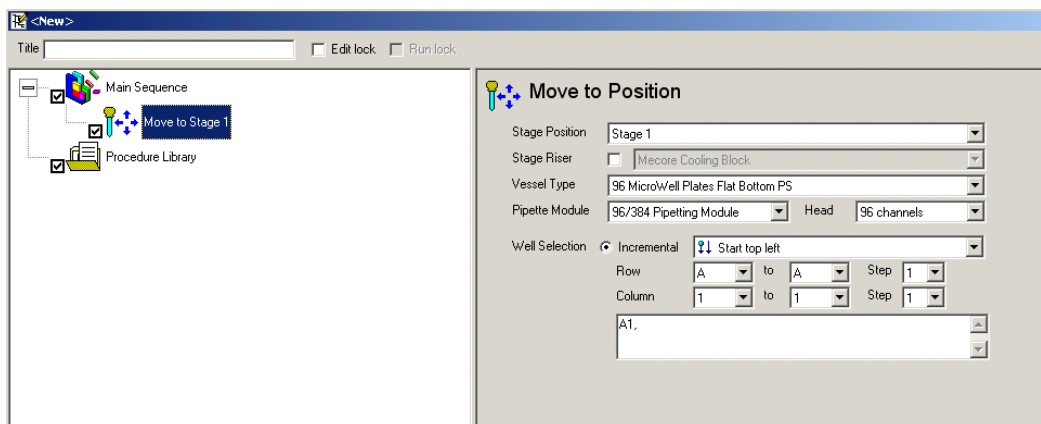 <New>
Title Edit lock Run lock
Main Sequence
Move to Stage 1
Procedure Library
Move to Position
Stage Position Stage 1
Stage Riser Mecore Cooling Block
Vessel Type 96 MicroWell Plates Flat Bottom PS
Pipette Module 96/384 Pipetting Module Head 96 channels
Well Selection Incremental Start top left
Row A to A Step 1
Column 1 to 1 Step 1
A1,